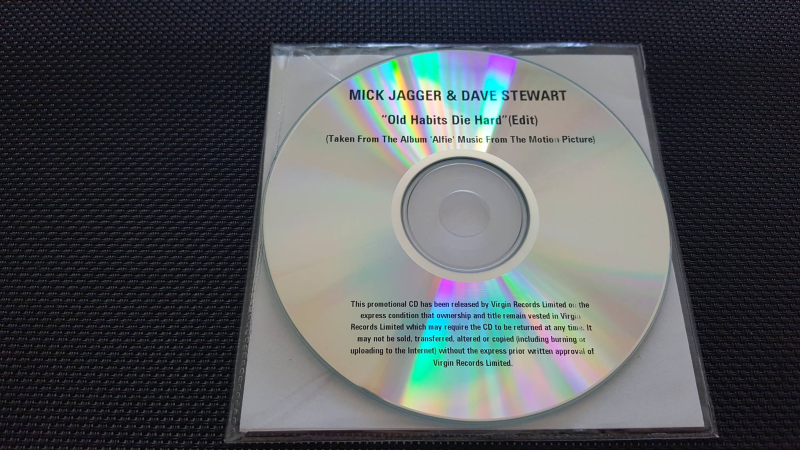 MICK JAGGER & DAVE STEWART
"Old Habits Die Hard"(Edit)
(Taken From The Album 'Alfie' Music From The Motion Picture)
This promotional CD has been released by Virgin Records Limited on the
express condition that ownership and title remain vested in Virgin
Records Limited which may require the CD to be returned at any time. It
may not be sold, transferred, altered or copied (including burning or
uploading to the Internet) without the express prior written approval of
Virgin Records Limited.